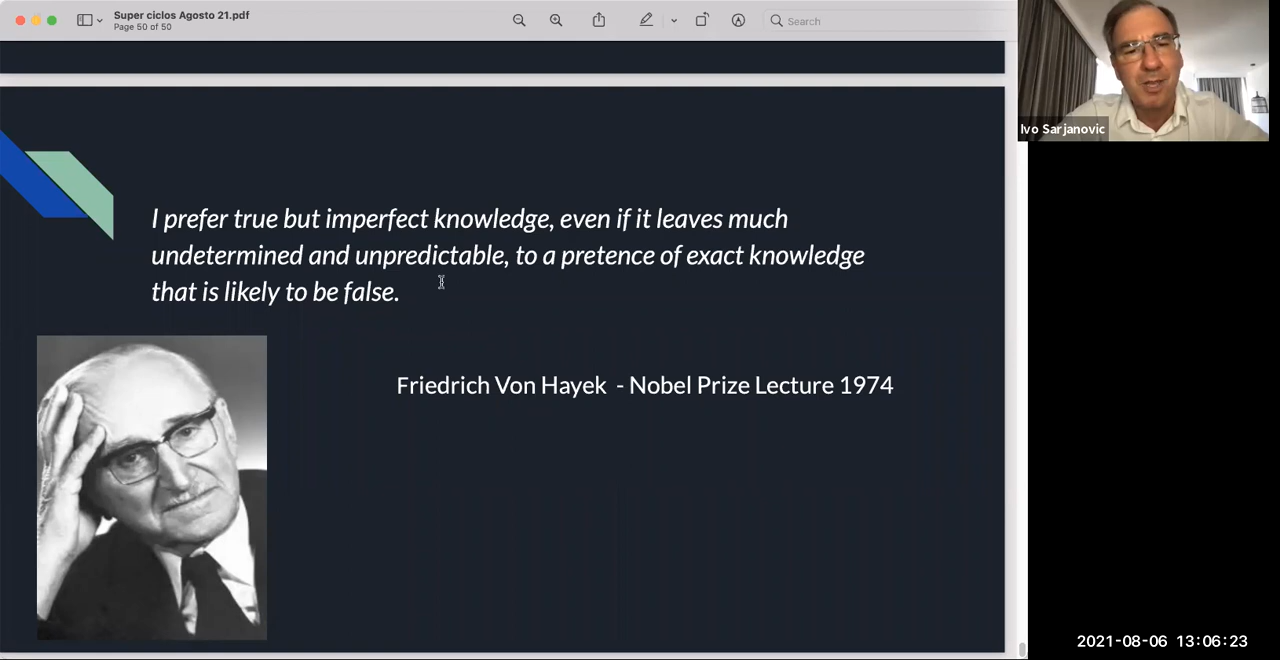 Super ciclos Agosto 21.pdf
Page 50 of 50
Search
Ivo Sarjanovic
I prefer true but imperfect knowledge, even if it leaves much
undetermined and unpredictable, to a pretence of exact knowledge
that is likely to be false.
Friedrich Von Hayek - Nobel Prize Lecture 1974
2021-08-06 13:06:23